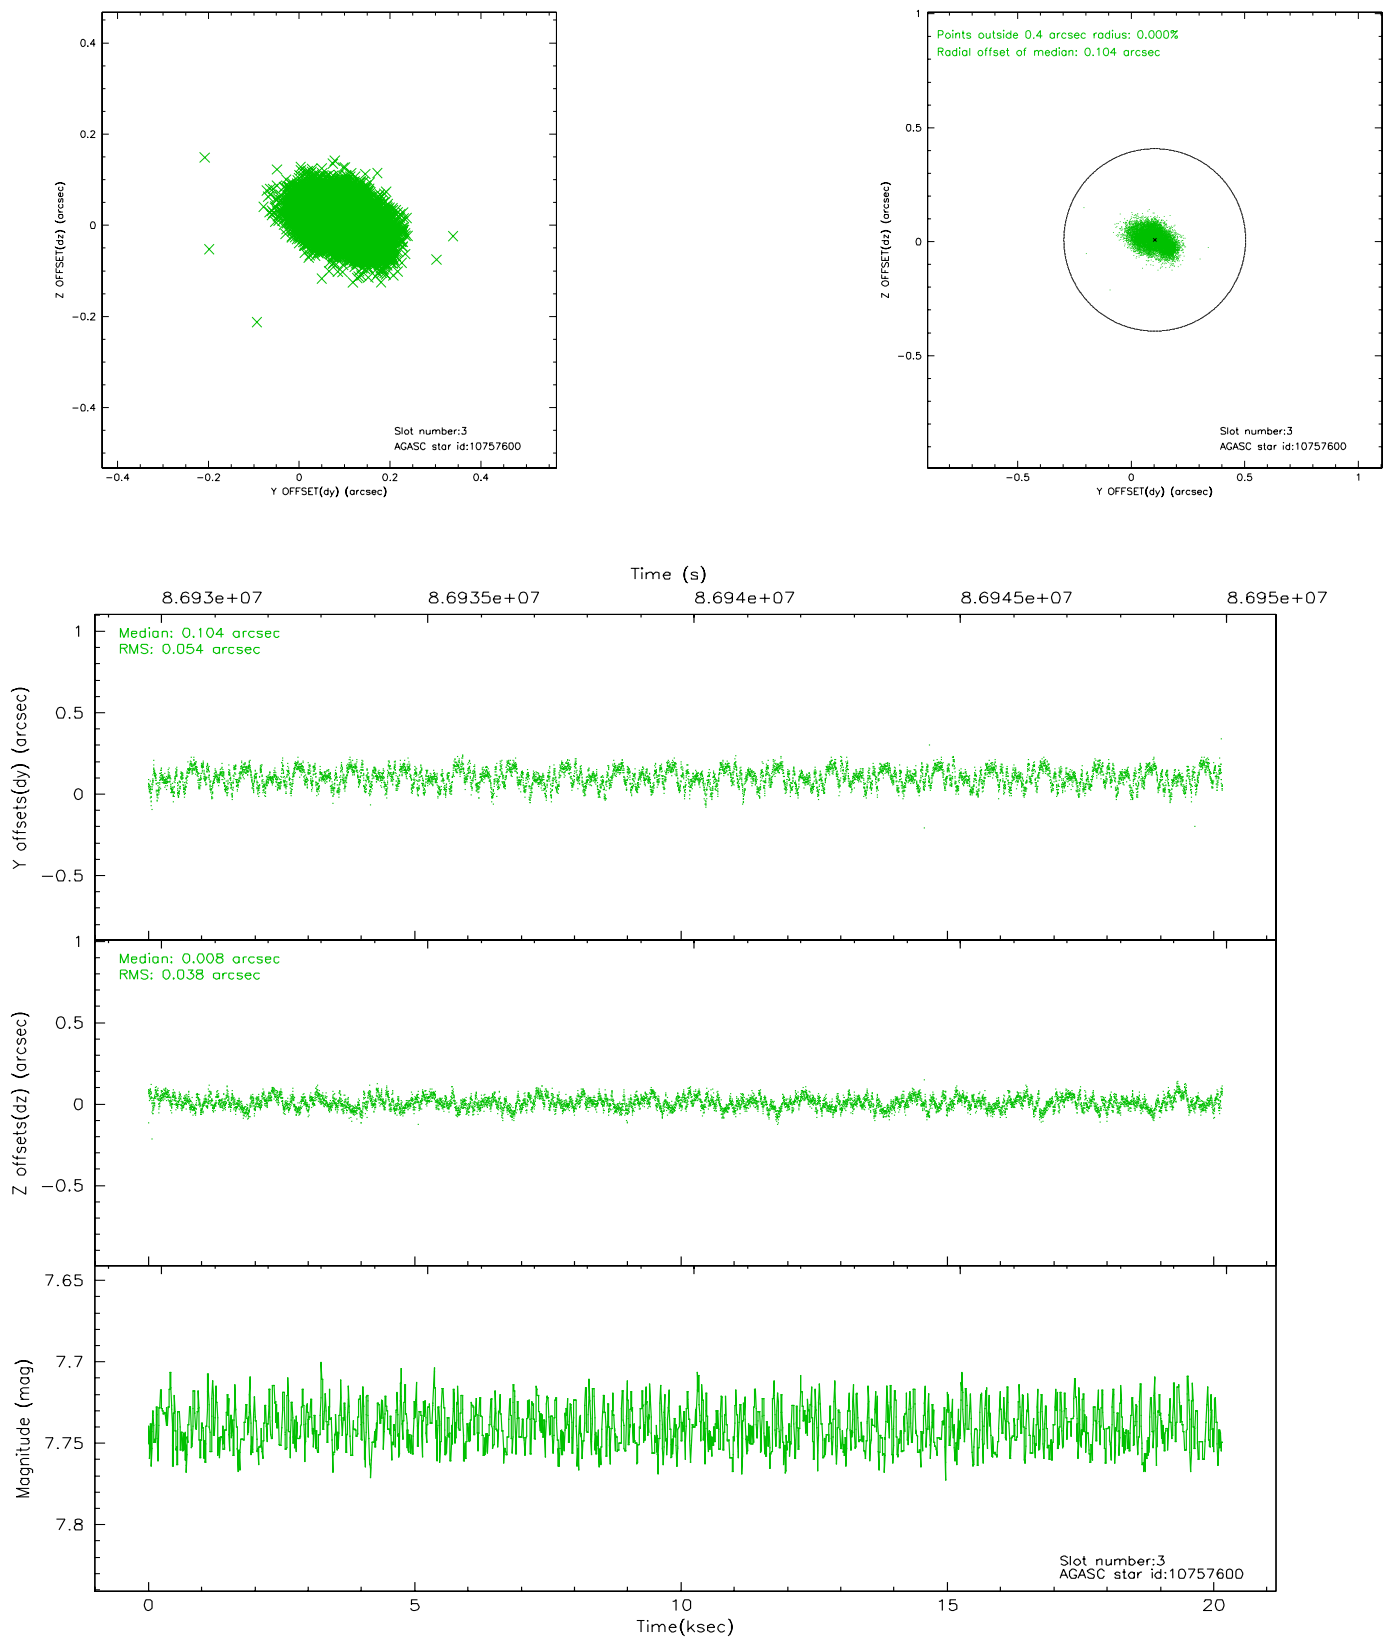 0.4
0.2
0
−0.2
−0.4
Z OFFSET(dz) (arcsec)
−0.4 −0.2 0 0.2 0.4
Y OFFSET(dy) (arcsec)
Slot number:3
AGASC star id:10757600
Points outside 0.4 arcsec radius: 0.000%
Radial offset of median: 0.104 arcsec
1
0.5
0
−0.5
Z OFFSET(dz) (arcsec)
−0.5 0 0.5 1
Y OFFSET(dy) (arcsec)
Slot number:3
AGASC star id:10757600
Time (s)
8.693e+07 8.6935e+07 8.694e+07 8.6945e+07 8.695e+07
Median: 0.104 arcsec
RMS: 0.054 arcsec
1
0.5
0
−0.5
Y offsets(dy) (arcsec)
Median: 0.008 arcsec
RMS: 0.038 arcsec
1
0.5
0
−0.5
Z offsets(dz) (arcsec)
7.65
7.7
7.75
7.8
Magnitude (mag)
Slot number:3
AGASC star id:10757600
0 5 10 15 20
Time(ksec)